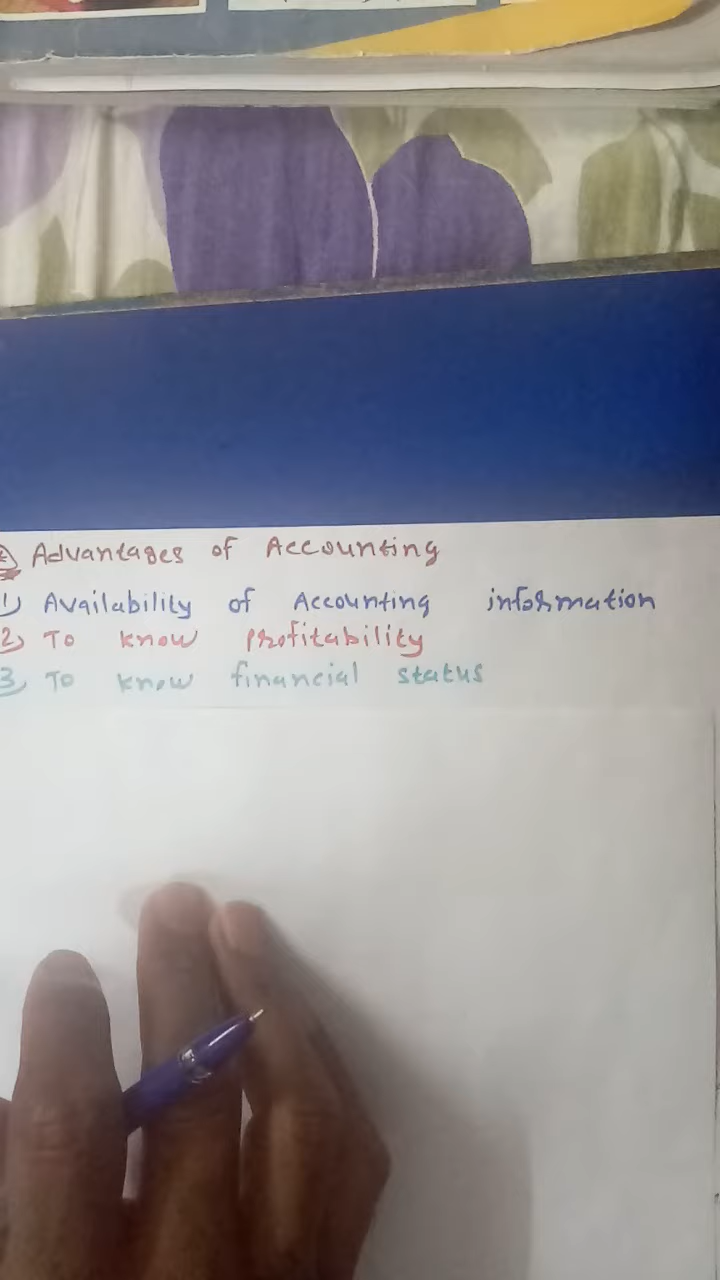 Advantages of Accounting
1) Availability of Accounting information
2) To know profitability
3) To know financial status